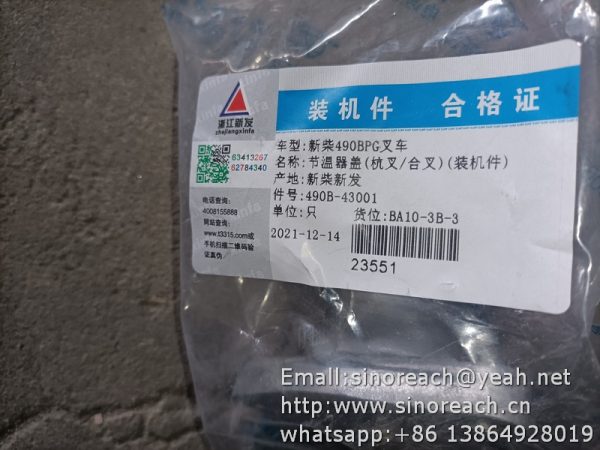 浙江新发
zhejiangxinfa
装机件 合格证
63413267
62784340
车型:新柴490BPG叉车
名称:节温器盖(杭叉/合叉)(装机件)
产地:新柴新发
件号:490B-43001
单位:只 货位:BA10-3B-3
2021-12-14
23551
电话查询:
4008155888
网站查询:
www.t3315.com或
手机扫描二维码验
证真伪
Email:sinoreach@yeah.net
http:www.sinoreach.cn
whatsapp:+86 13864928019